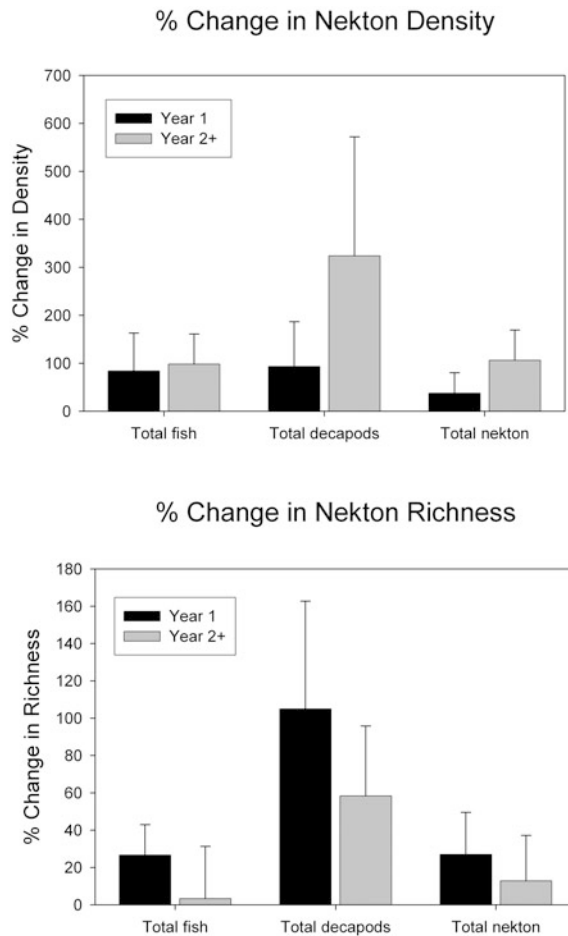 % Change in Nekton Density
% Change in Density
700
600
500
400
300
200
100
0
Year 1
Year 2+
Total fish
Total decapods
Total nekton
% Change in Nekton Richness
% Change in Richness
180
160
140
120
100
80
60
40
20
0
Year 1
Year 2+
Total fish
Total decapods
Total nekton